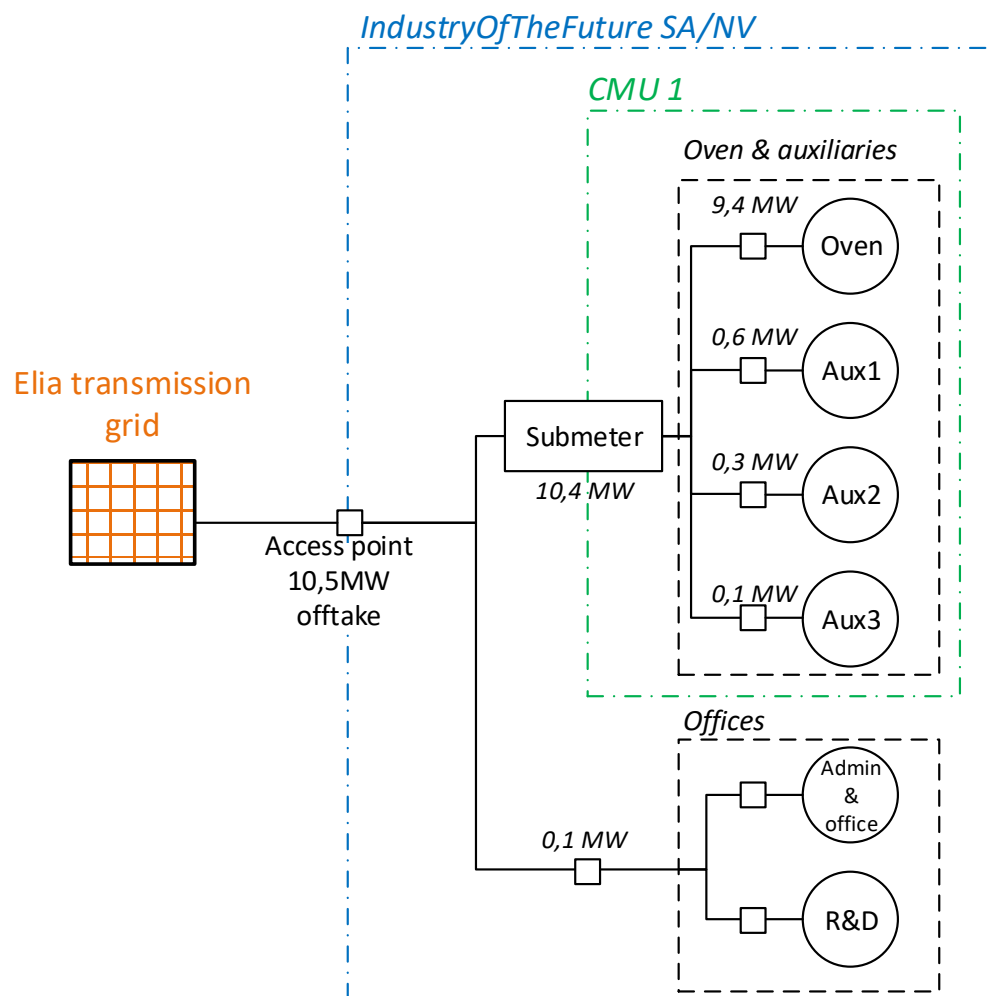 IndustryOfTheFuture SA/NV
CMU 1
Oven & auxiliaries
9,4 MW
Oven
0,6 MW
Aux1
Elia transmission
grid
Submeter
10,4 MW
0,3 MW
Aux2
Access point
10,5MW
offtake
0,1 MW
Aux3
Offices
Admin
&
office
0,1 MW
R&D